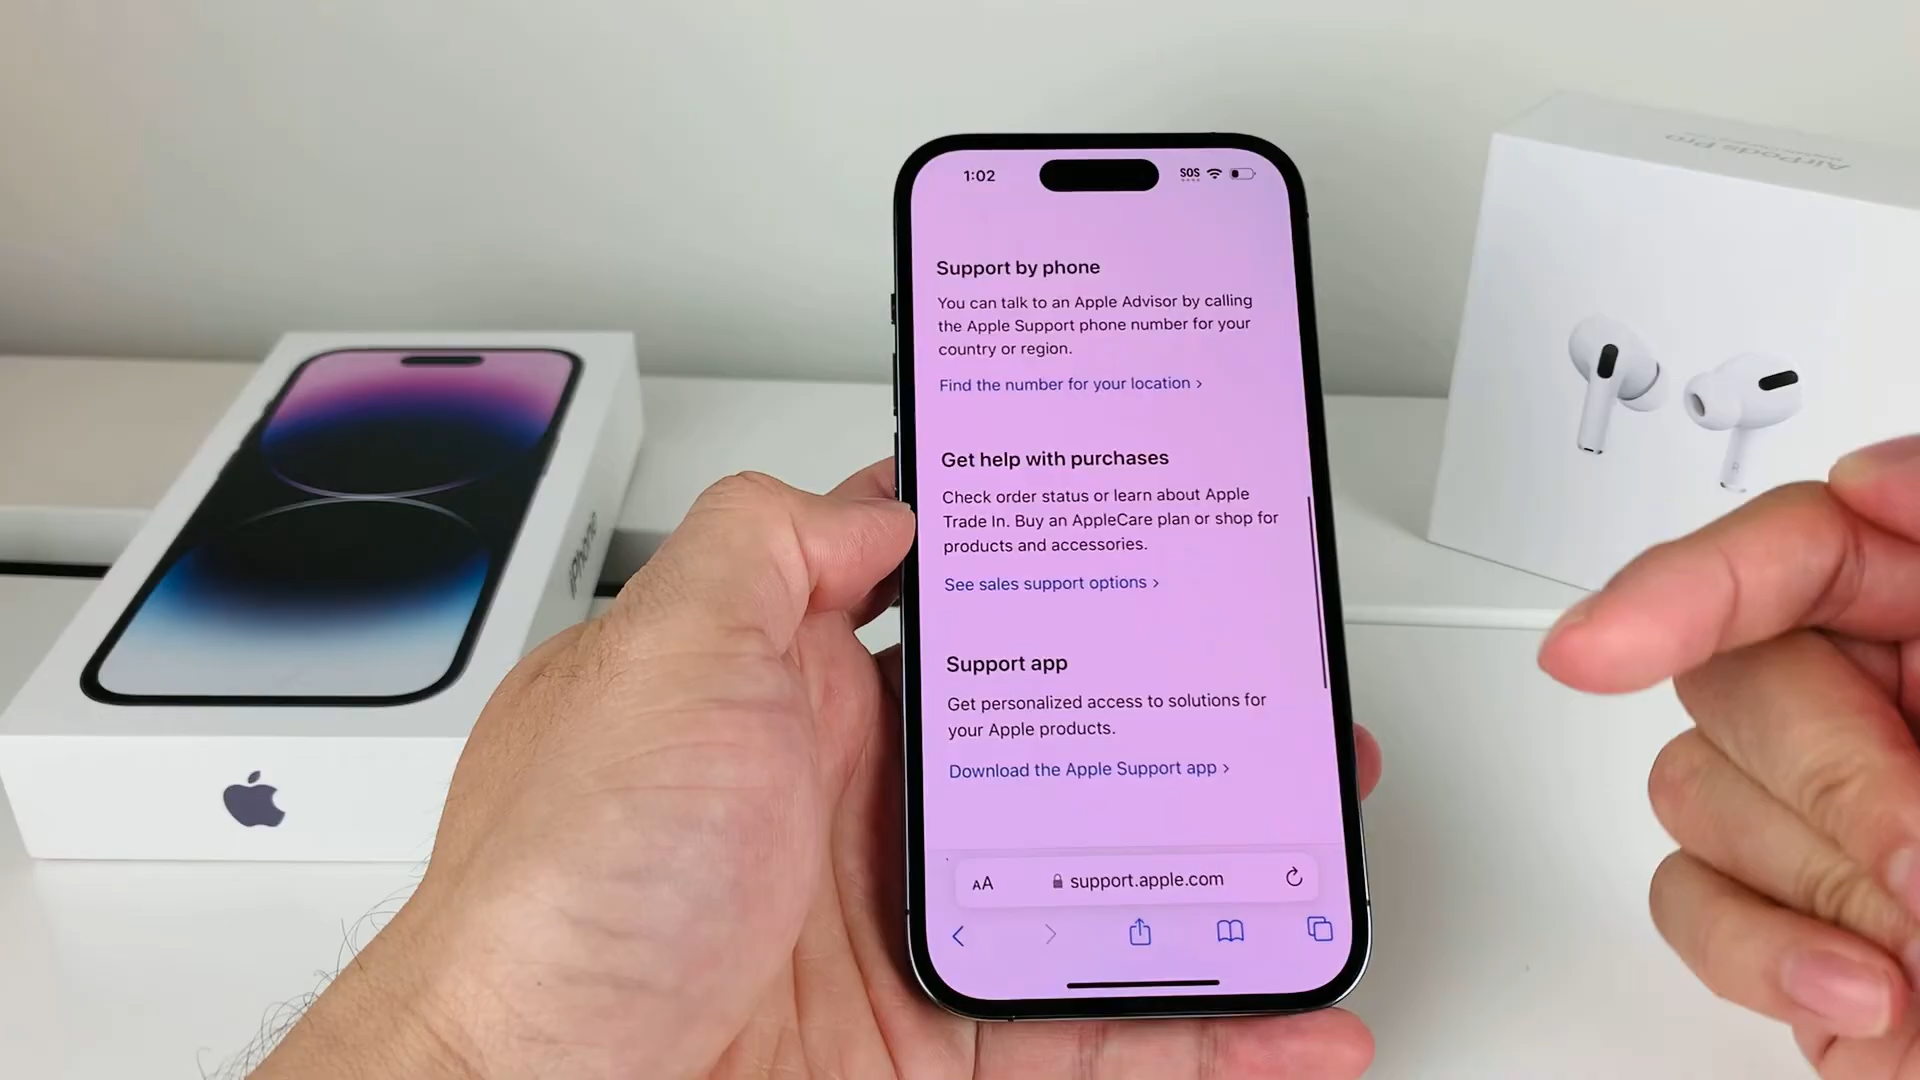 1:02
SOS
Support by phone
You can talk to an Apple Advisor by calling
the Apple Support phone number for your
country or region.
Find the number for your location >
Get help with purchases
Check order status or learn about Apple
Trade In. Buy an AppleCare plan or shop for
products and accessories.
See sales support options >
Support app
Get personalized access to solutions for
your Apple products.
Download the Apple Support app >
AA
support.apple.com
iPhone
AirPods Pro